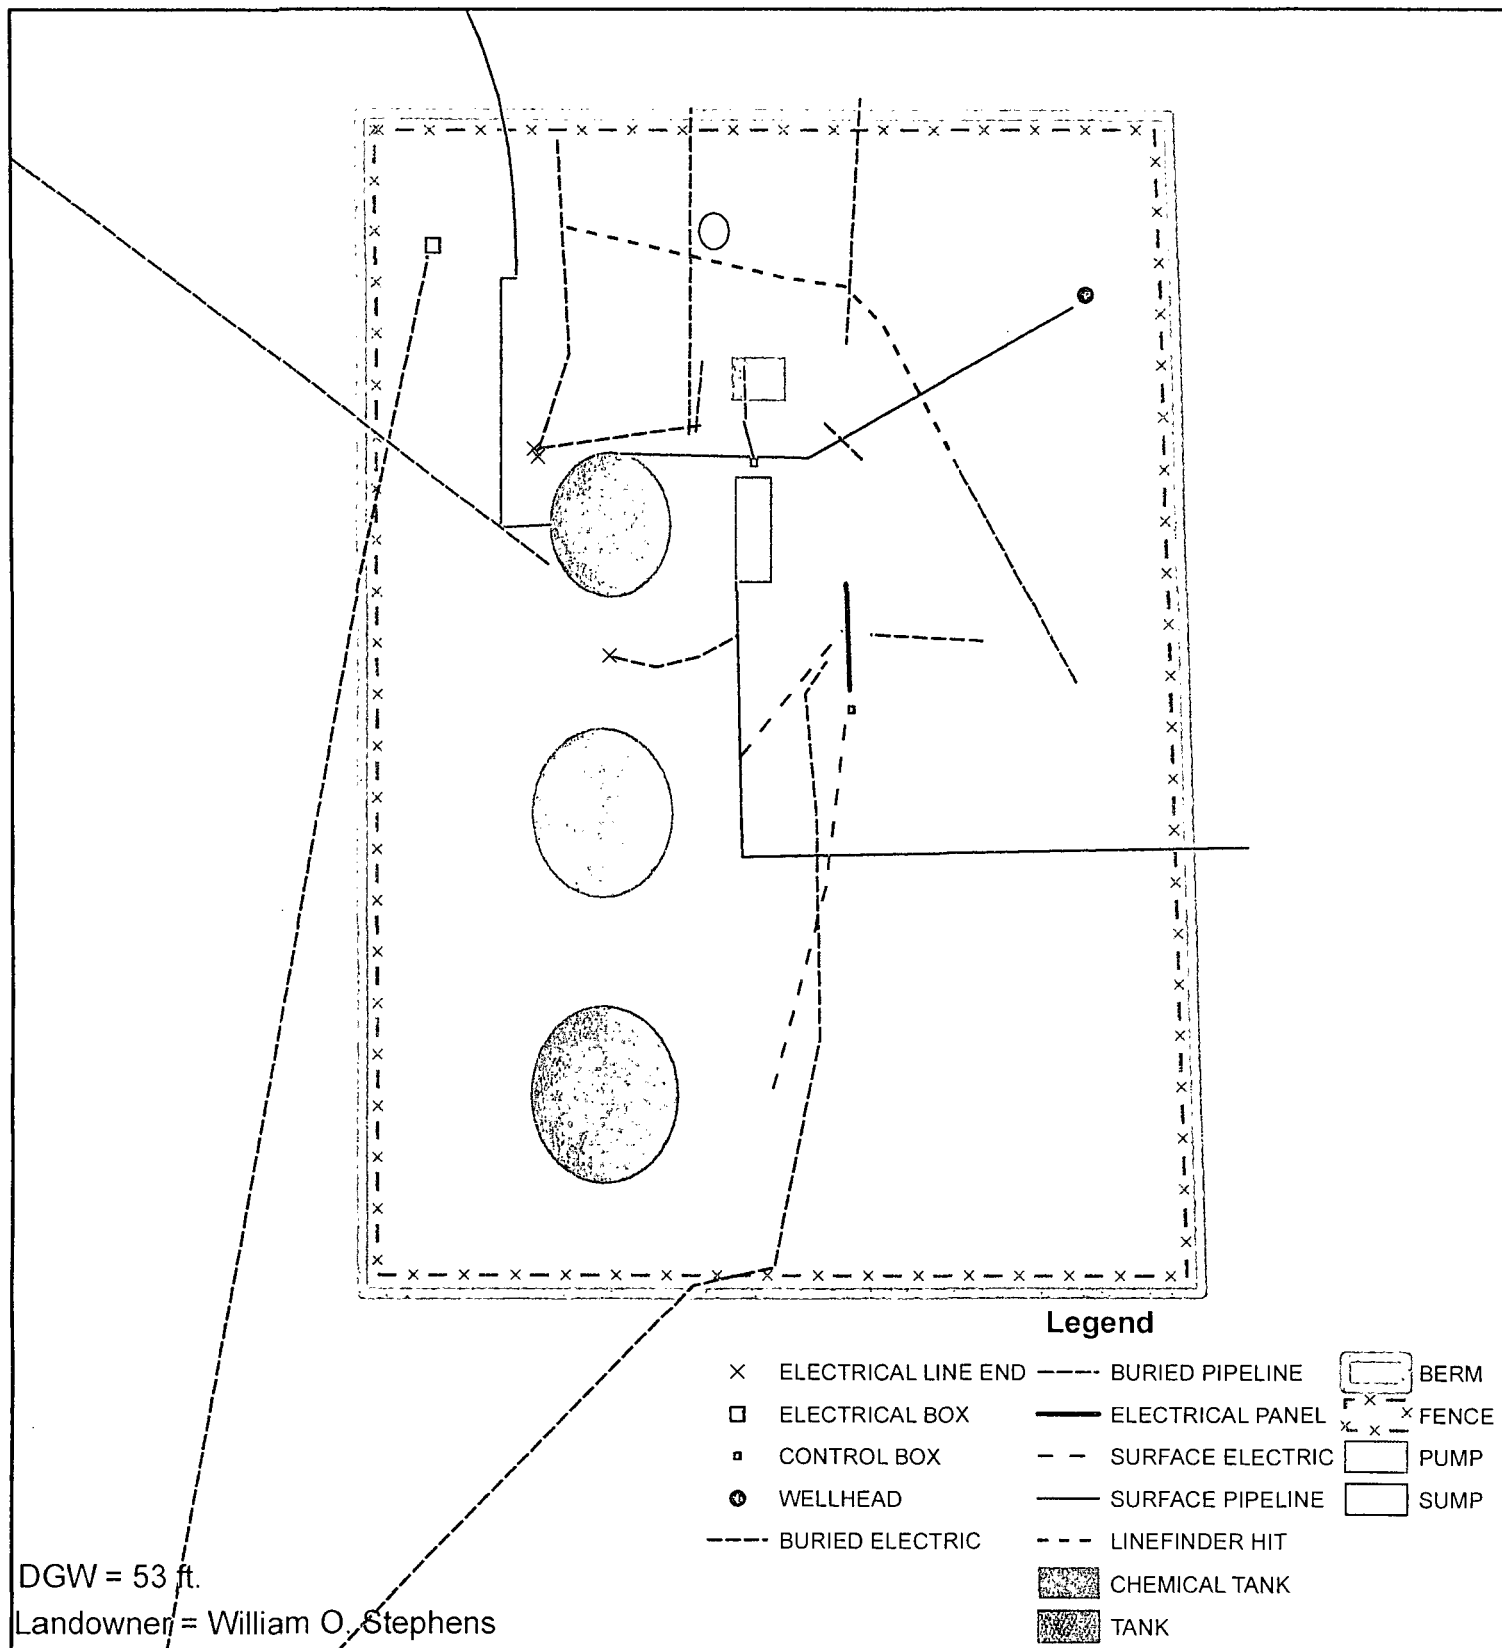 Legend
ELECTRICAL LINE END
ELECTRICAL BOX
CONTROL BOX
WELLHEAD
BURIED ELECTRIC
BURIED PIPELINE
ELECTRICAL PANEL
SURFACE ELECTRIC
SURFACE PIPELINE
LINEFINDER HIT
CHEMICAL TANK
TANK
BERM
FENCE
PUMP
SUMP
DGW = 53 ft.
Landowner = William O. Stephens